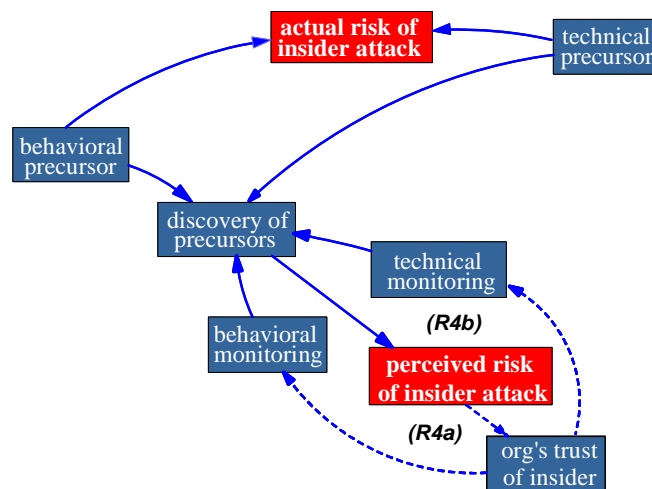 actual risk of
insider attack
technical
precursor
behavioral
precursor
discovery of
precursors
technical
monitoring
behavioral
monitoring
(R4b)
perceived risk
of insider attack
(R4a)
org's trust
of insider